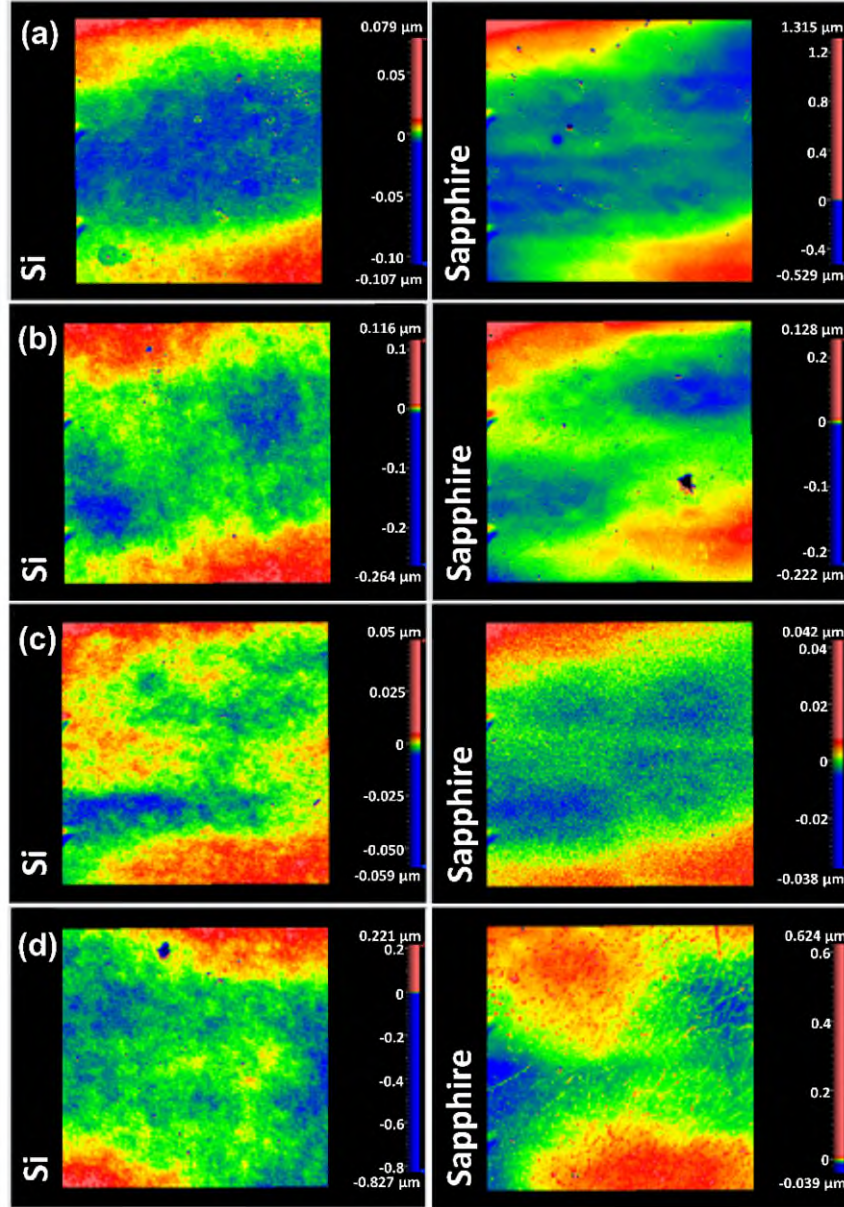 (a)
Si
0.079 µm
0.05
0
-0.05
-0.10
-0.107 µm
Sapphire
1.315 µm
1.2
0.8
0.4
0
-0.4
-0.529 µm
(b)
Si
0.116 µm
0.1
0
-0.1
-0.2
-0.264 µm
Sapphire
0.128 µm
0.2
0
-0.1
-0.2
-0.222 µm
(c)
Si
0.05 µm
0.025
0
-0.025
-0.050
-0.059 µm
Sapphire
0.042 µm
0.04
0.02
0
-0.02
-0.038 µm
(d)
Si
0.221 µm
0.2
0
-0.2
-0.4
-0.6
-0.8
-0.827 µm
Sapphire
0.624 µm
0.6
0.4
0.2
0
-0.039 µm